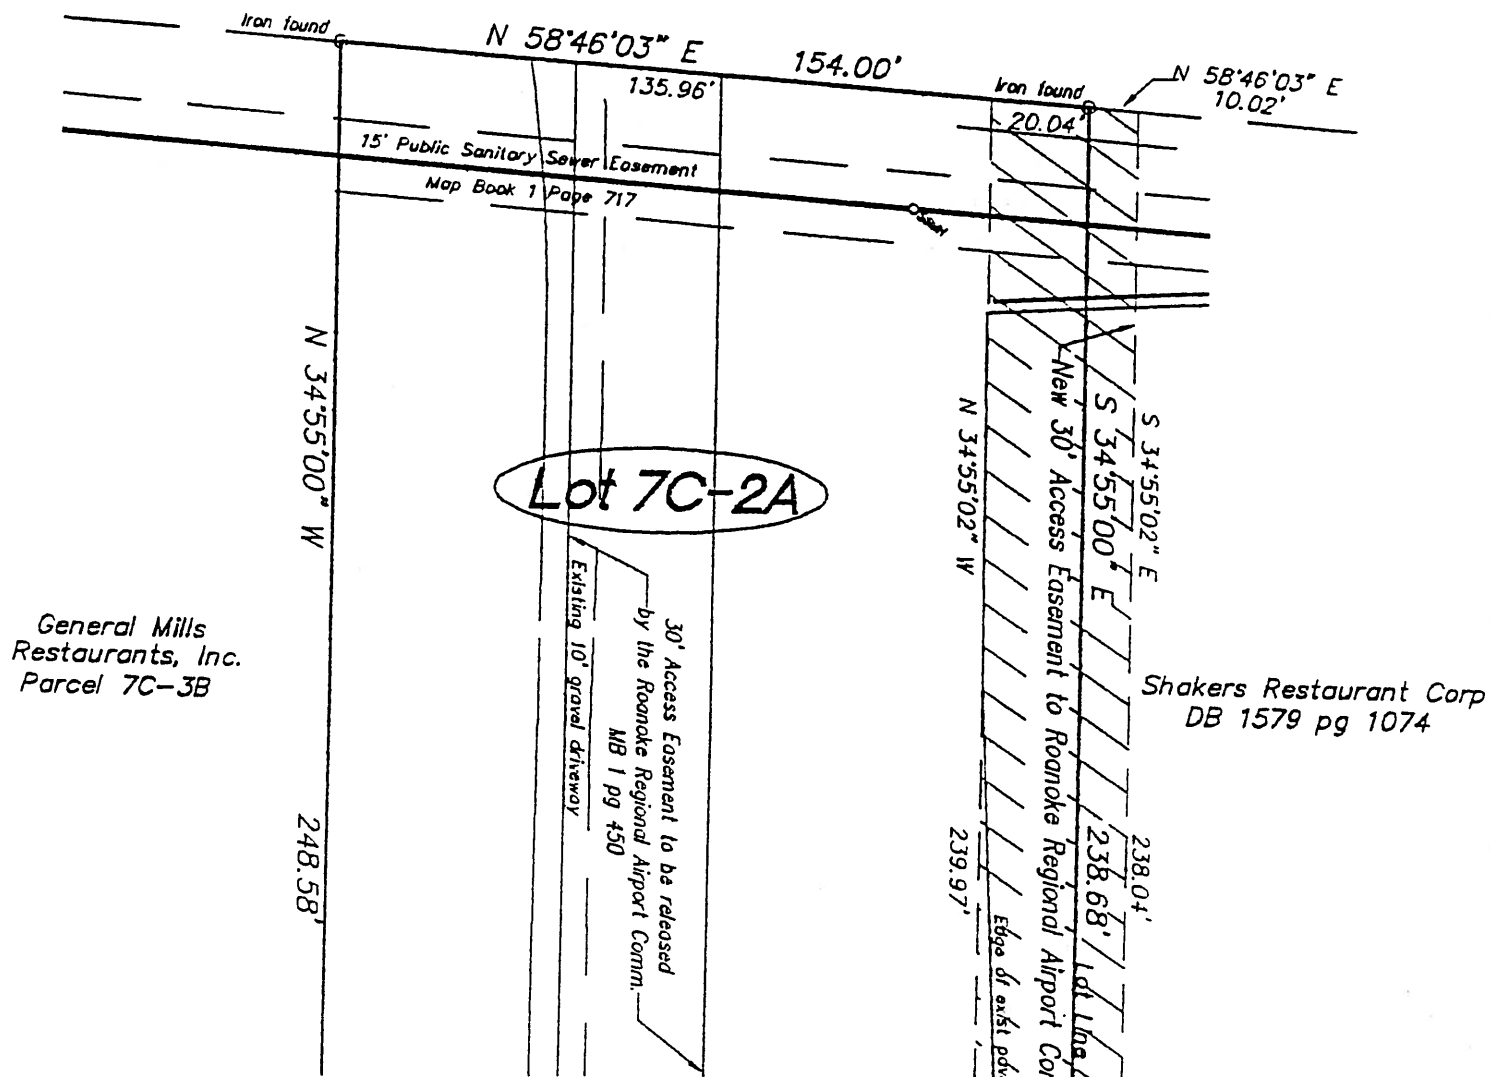 Iron found
N 58°46'03" E
154.00'
135.96'
Iron found
N 58°46'03" E
10.02'
20.04'
15' Public Sanitary Sewer Easement
Map Book 1 Page 717
N 34°55'00" W
248.58'
Lot 7C-2A
General Mills
Restaurants, Inc.
Parcel 7C-3B
Existing 10' gravel driveway
30' Access Easement to be released
by the Roanoke Regional Airport Comm.
MB 1 pg 450
N 34°55'02" W
239.97'
Edge of exist
New 30' Access Easement to Roanoke Regional Airport
S 34°55'00" E
238.68'
Lot Line
S 34°55'02" E
238.04'
Shakers Restaurant Corp
DB 1579 pg 1074